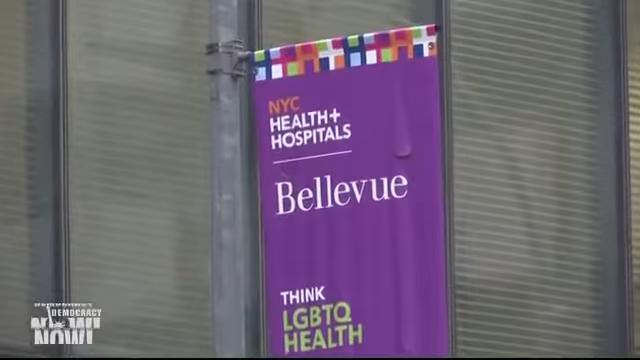 NYC
HEALTH+
HOSPITALS
Bellevue
THINK
LGBTQ
HEALTH
DEMOCRACY
NOW!